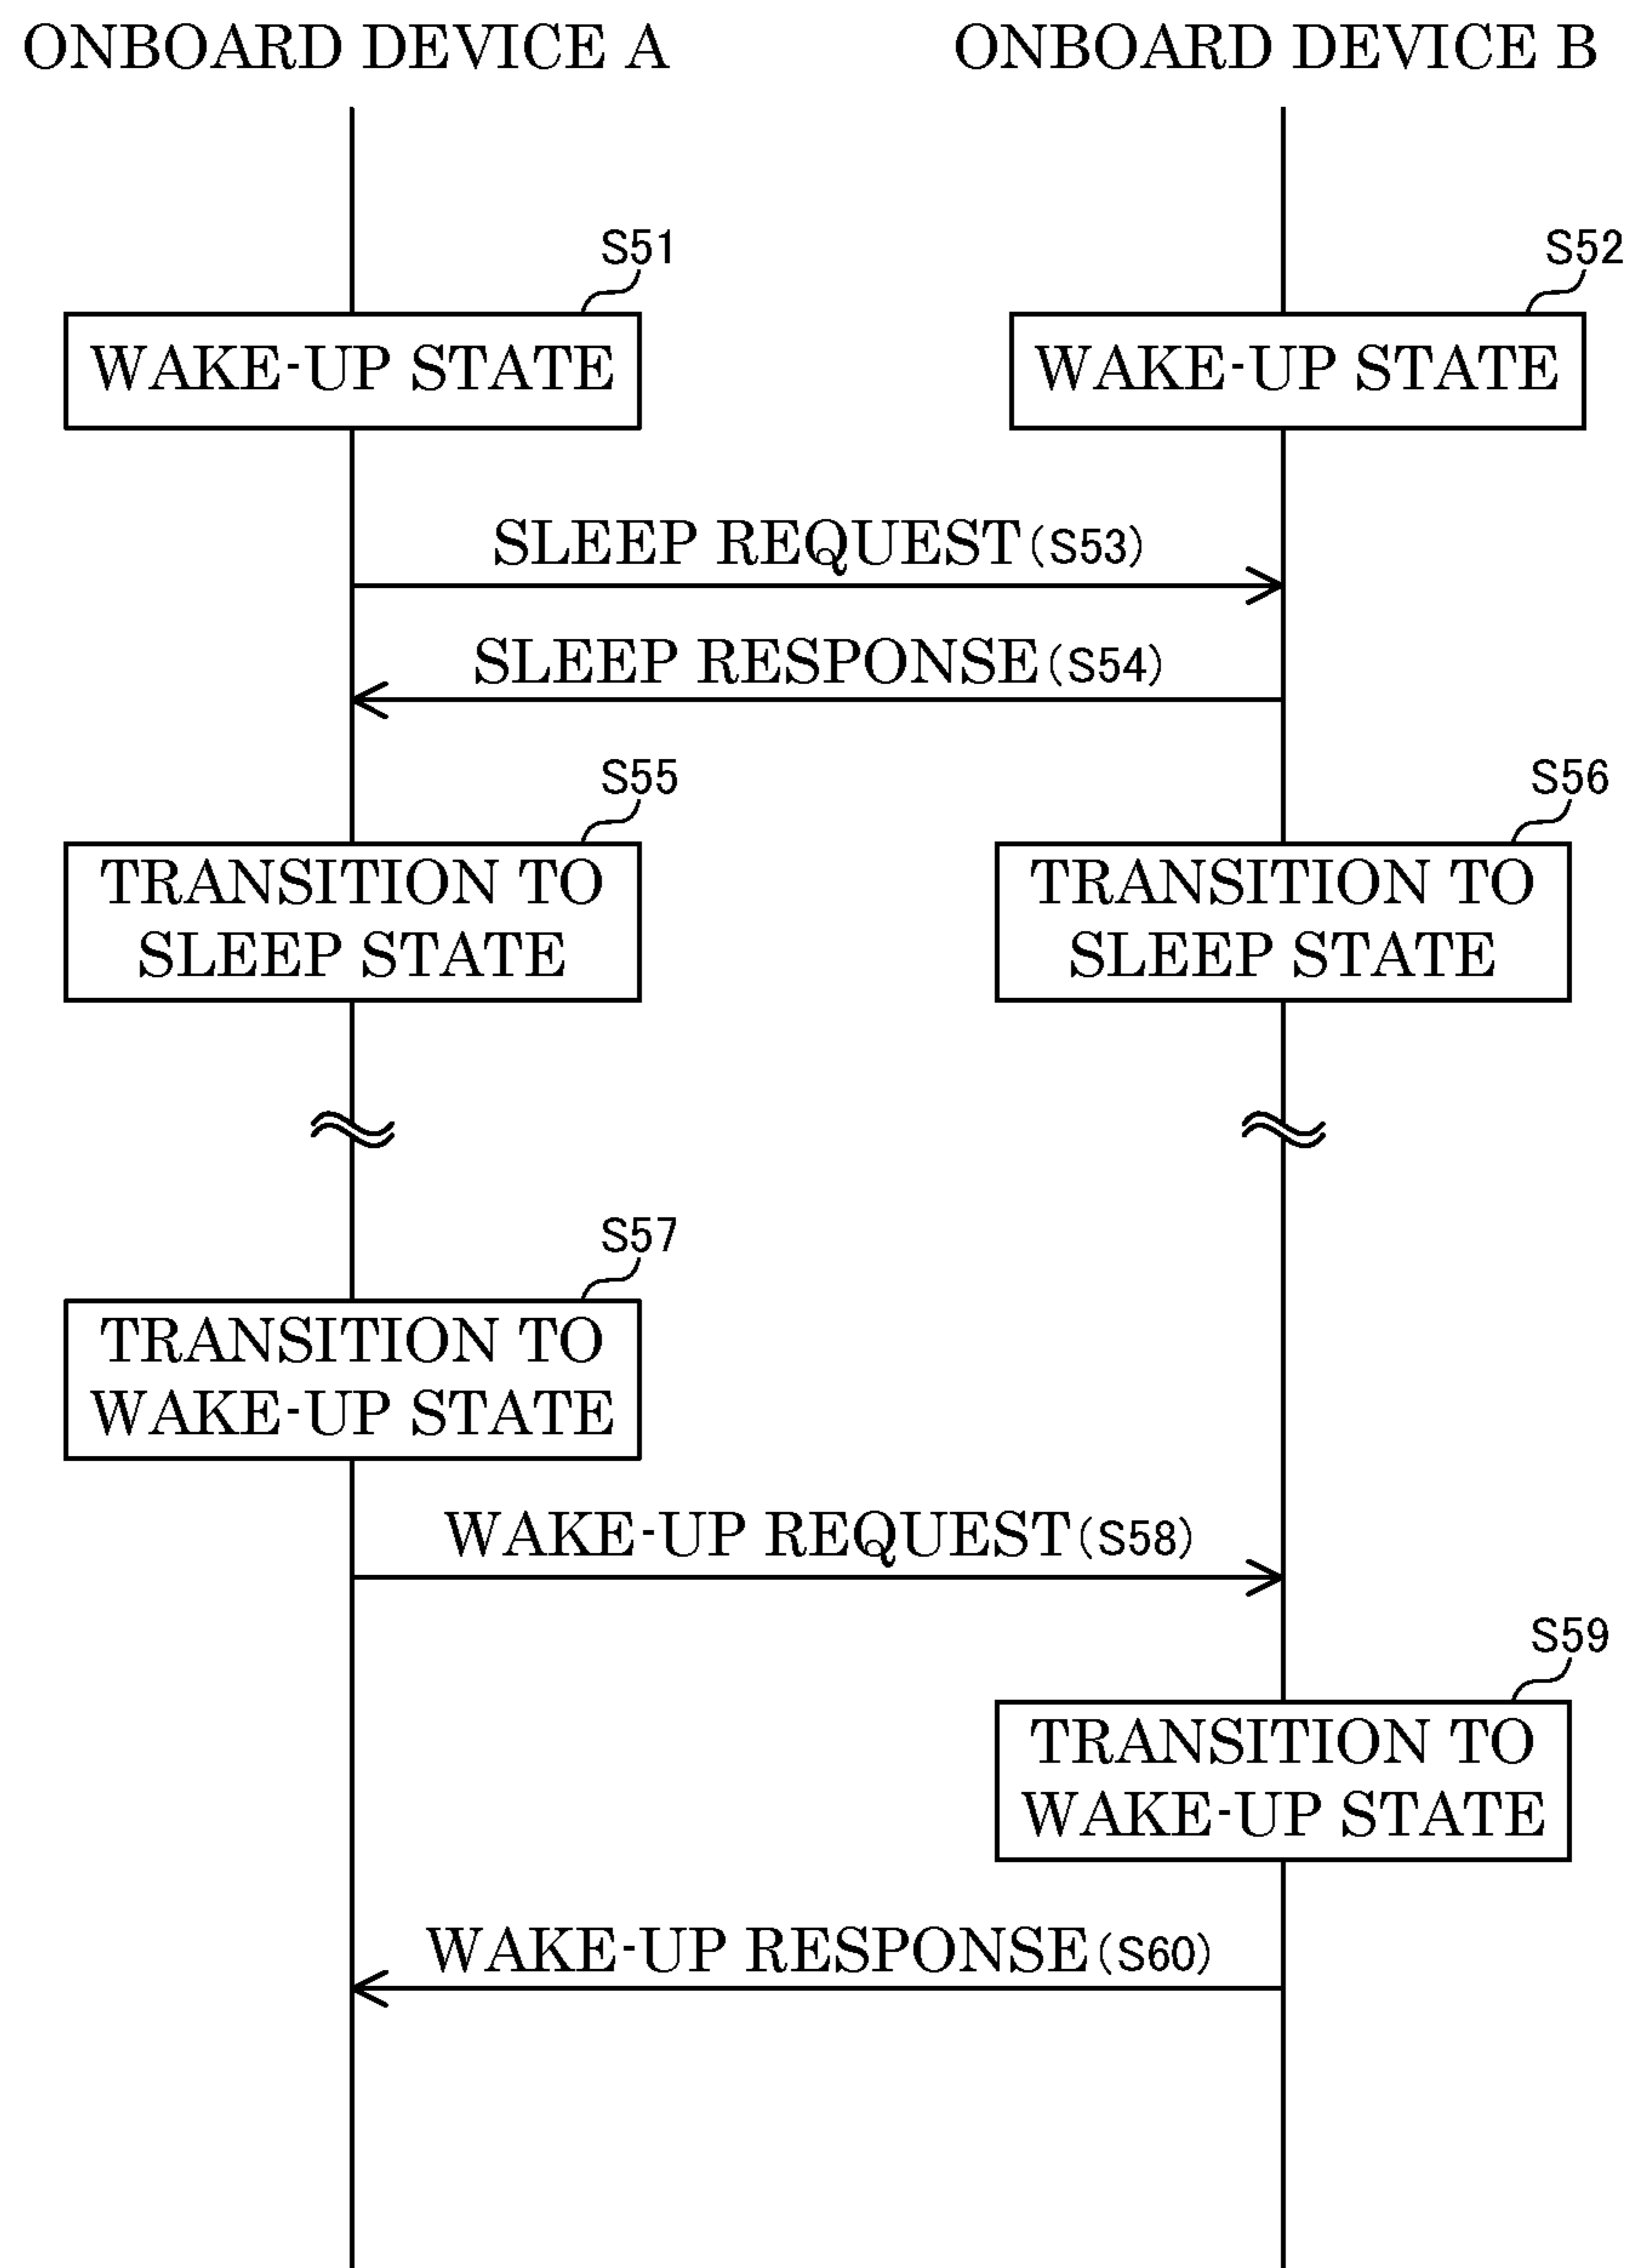 ONBOARD DEVICE A
ONBOARD DEVICE B
S51
WAKE-UP STATE
S52
WAKE-UP STATE
SLEEP REQUEST(S53)
SLEEP RESPONSE(S54)
S55
TRANSITION TO
SLEEP STATE
S56
TRANSITION TO
SLEEP STATE
S57
TRANSITION TO
WAKE-UP STATE
WAKE-UP REQUEST(S58)
S59
TRANSITION TO
WAKE-UP STATE
WAKE-UP RESPONSE(S60)